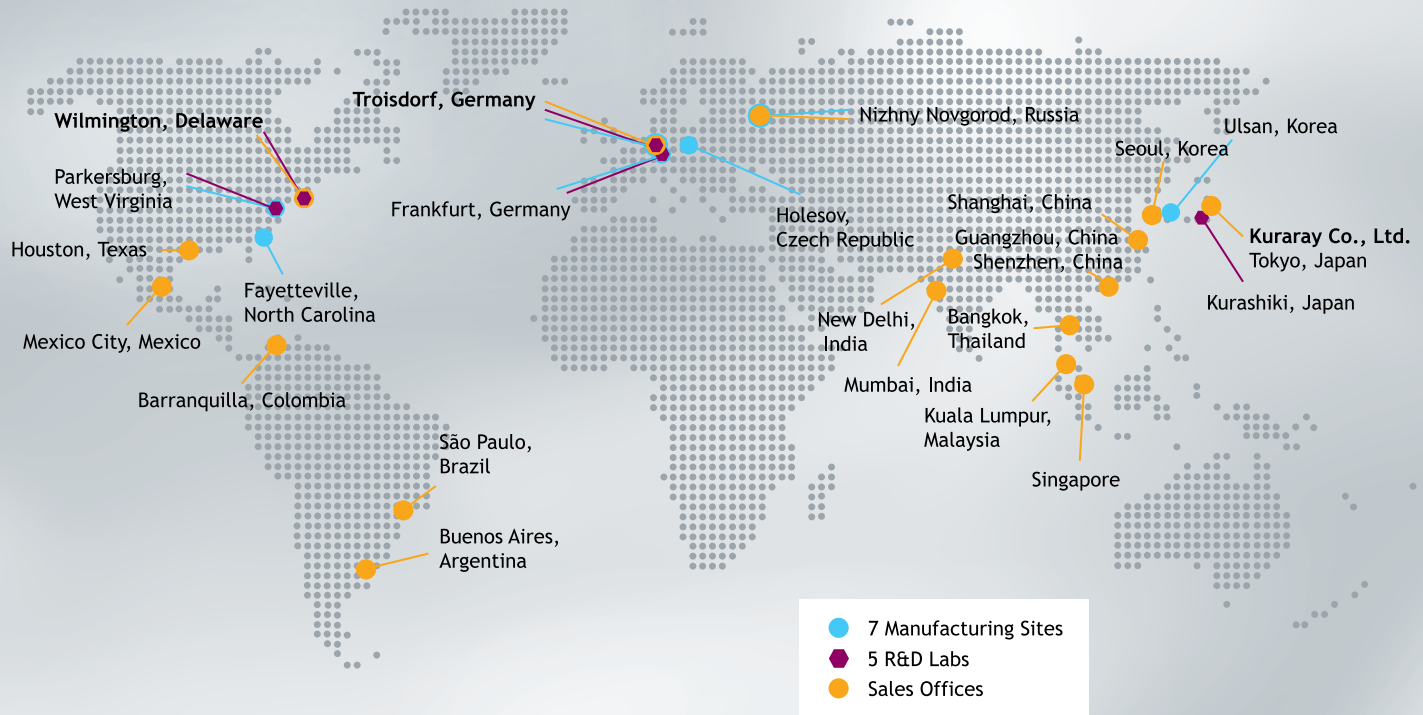 Troisdorf, Germany
Wilmington, Delaware
Nizhny Novgorod, Russia
Ulsan, Korea
Seoul, Korea
Parkersburg,
West Virginia
Frankfurt, Germany
Holesov,
Czech Republic
Shanghai, China
Guangzhou, China
Shenzhen, China
Kuraray Co., Ltd.
Tokyo, Japan
Houston, Texas
Fayetteville,
North Carolina
Kurashiki, Japan
Mexico City, Mexico
New Delhi,
India
Bangkok,
Thailand
Mumbai, India
Barranquilla, Colombia
Kuala Lumpur,
Malaysia
São Paulo,
Brazil
Singapore
Buenos Aires,
Argentina
7 Manufacturing Sites
5 R&D Labs
Sales Offices